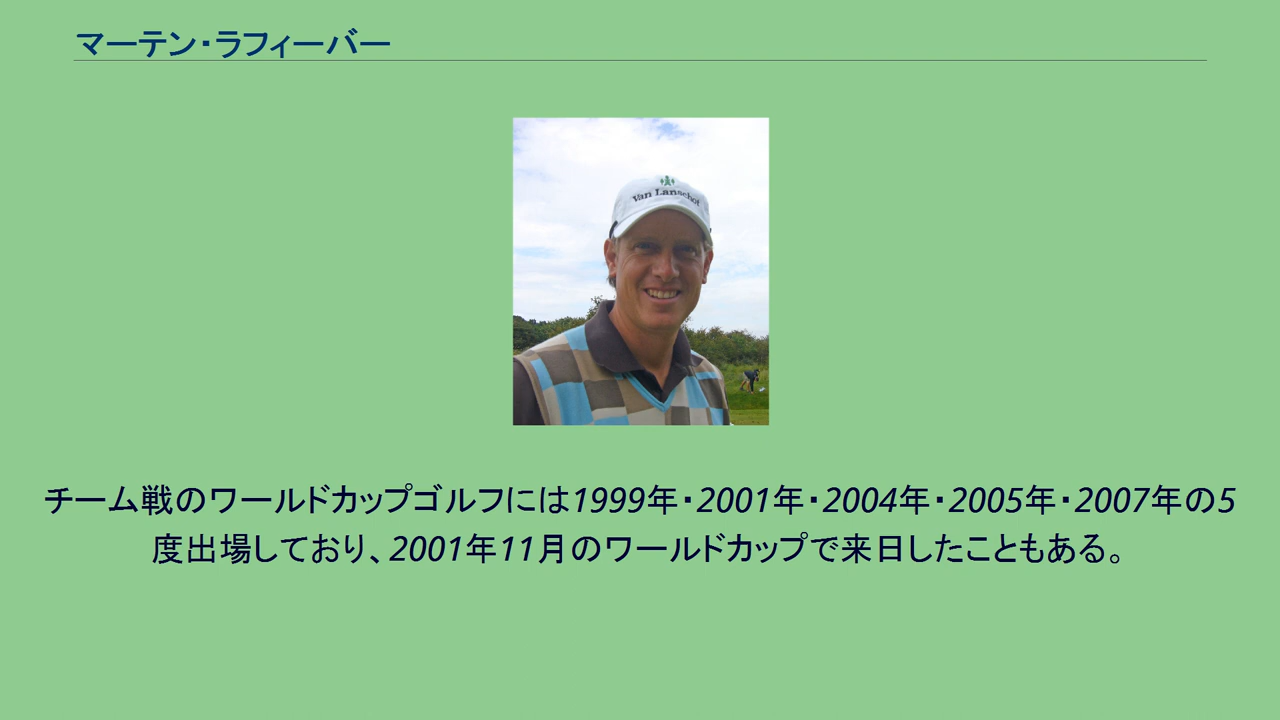 マーテン・ラフィーバー
Van Lanschot
チーム戦のワールドカップゴルフには1999年・2001年・2004年・2005年・2007年の5
度出場しており、2001年11月のワールドカップで来日したこともある。